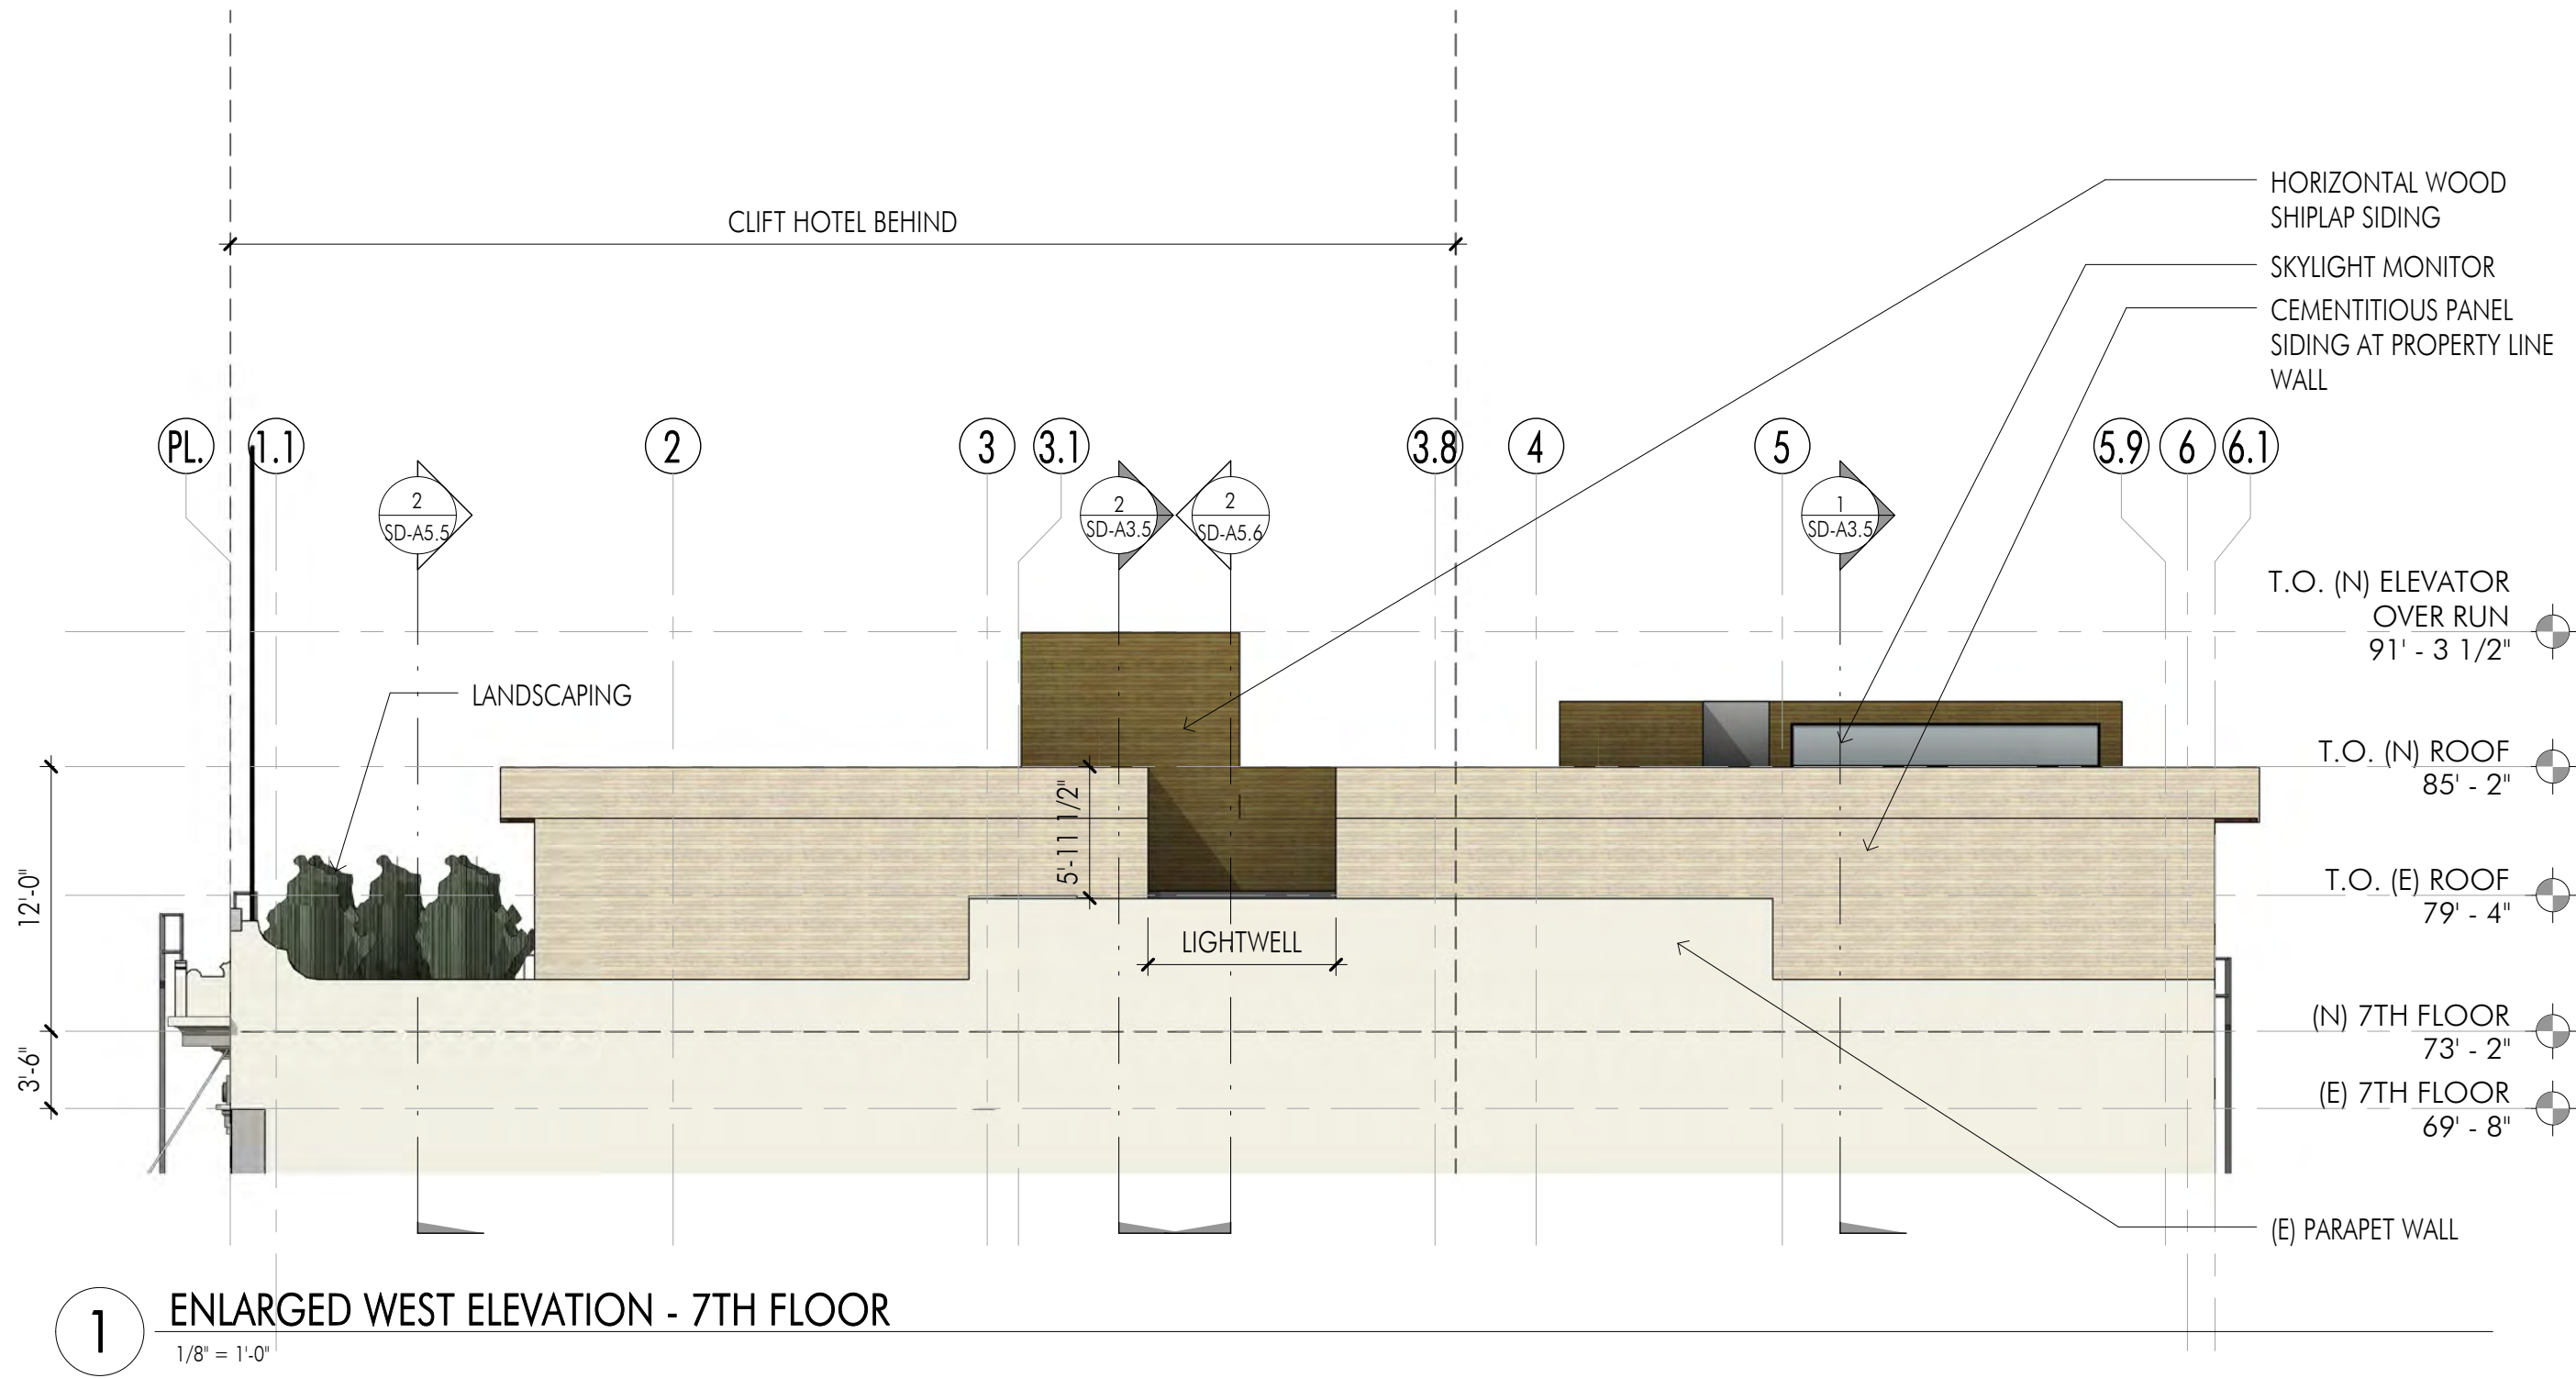 CLIFT HOTEL BEHIND
HORIZONTAL WOOD
SHIPLAP SIDING
SKYLIGHT MONITOR
CEMENTITIOUS PANEL
SIDING AT PROPERTY LINE
WALL
PL.
1.1
2
3
3.1
3.8
4
5
5.9
6
6.1
2
SD-A5.5
2
SD-A3.5
2
SD-A5.6
1
SD-A3.5
T.O. (N) ELEVATOR
OVER RUN
91' - 3 1/2"
LANDSCAPING
T.O. (N) ROOF
85' - 2"
5'-11 1/2"
12'-0"
T.O. (E) ROOF
79' - 4"
LIGHTWELL
(N) 7TH FLOOR
73' - 2"
3'-6"
(E) 7TH FLOOR
69' - 8"
(E) PARAPET WALL
1
ENLARGED WEST ELEVATION - 7TH FLOOR
1/8" = 1'-0"